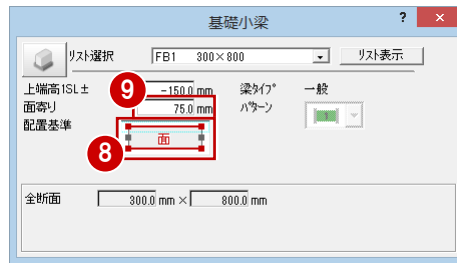 基礎小梁 ? ×
リスト選択 FB1 300×800 リスト表示
上端高1SL± -150.0 mm 梁タイプ 一般
9
面寄り 75.0 mm パターン 1
配置基準 面
8
全断面 300.0 mm × 800.0 mm